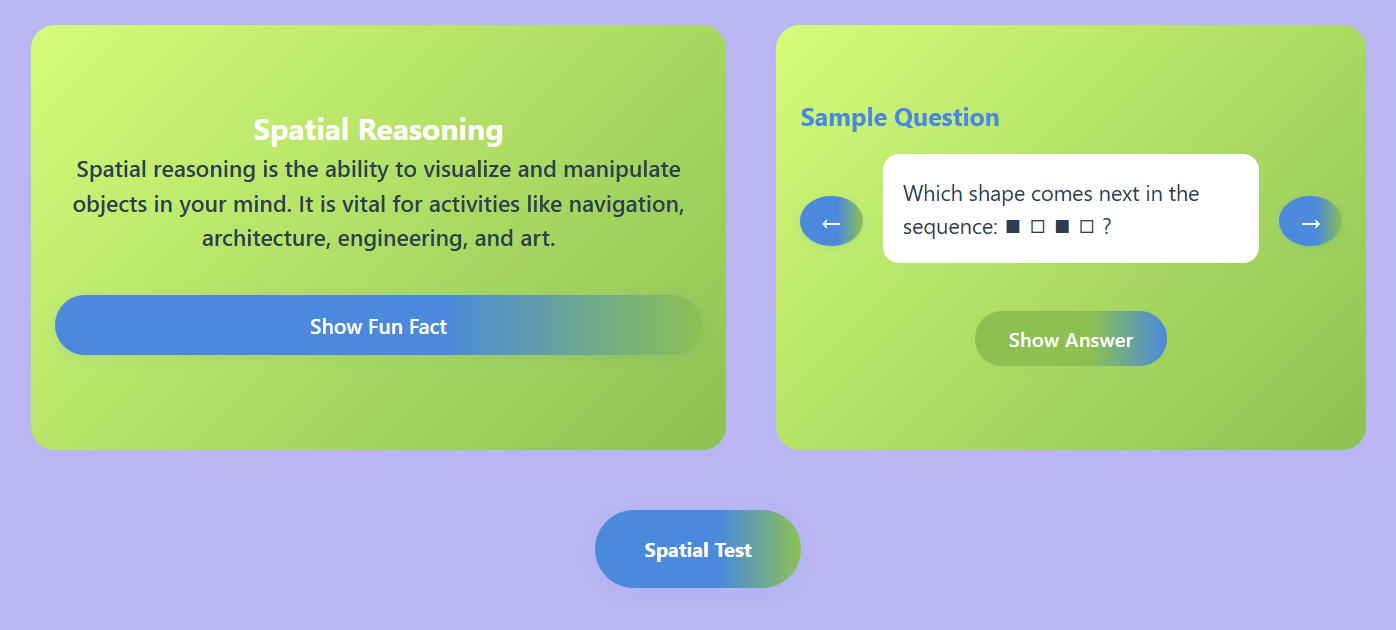 Spatial Reasoning
Spatial reasoning is the ability to visualize and manipulate
objects in your mind. It is vital for activities like navigation,
architecture, engineering, and art.
Show Fun Fact
Sample Question
←
Which shape comes next in the
sequence: ■ □ ■ □ ?
→
Show Answer
Spatial Test